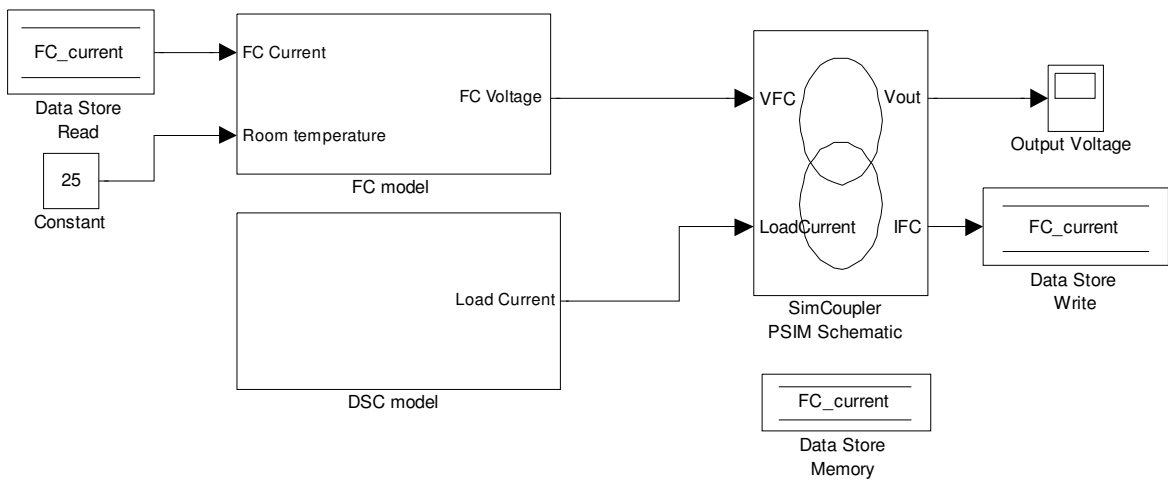 FC_current
Data Store
Read
25
Constant
FC Current
Room temperature
FC Voltage
FC model
Load Current
DSC model
VFC
LoadCurrent
Vout
IFC
SimCoupler
PSIM Schematic
Output Voltage
FC_current
Data Store
Write
FC_current
Data Store
Memory